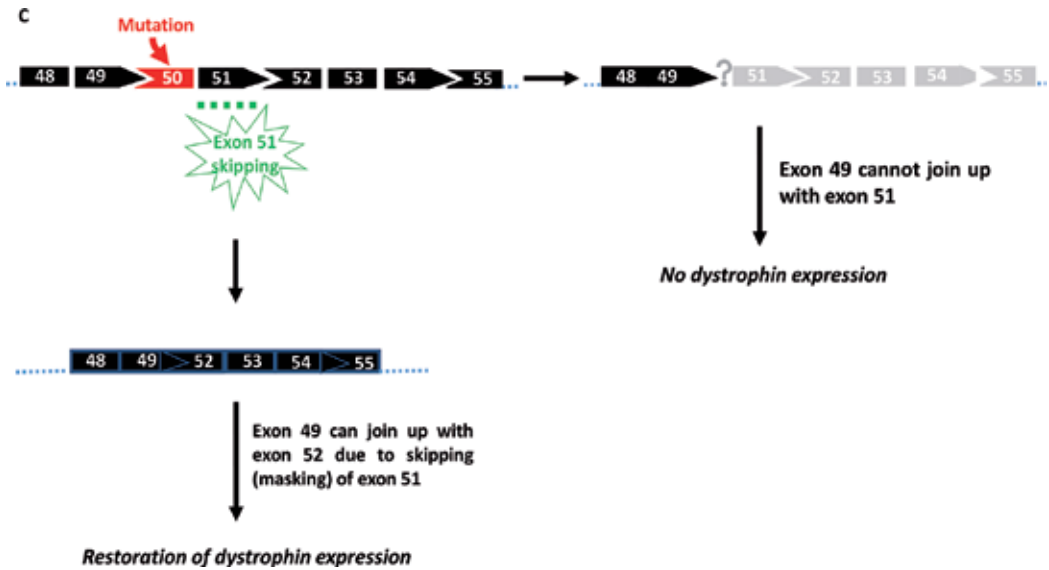 C
Mutation
48 49 50 51 52 53 54 55
48 49 ? 51 52 53 54 55
Exon 51
skipping
Exon 49 cannot join up
with exon 51
No dystrophin expression
48 49 52 53 54 55
Exon 49 can join up with
exon 52 due to skipping
(masking) of exon 51
Restoration of dystrophin expression